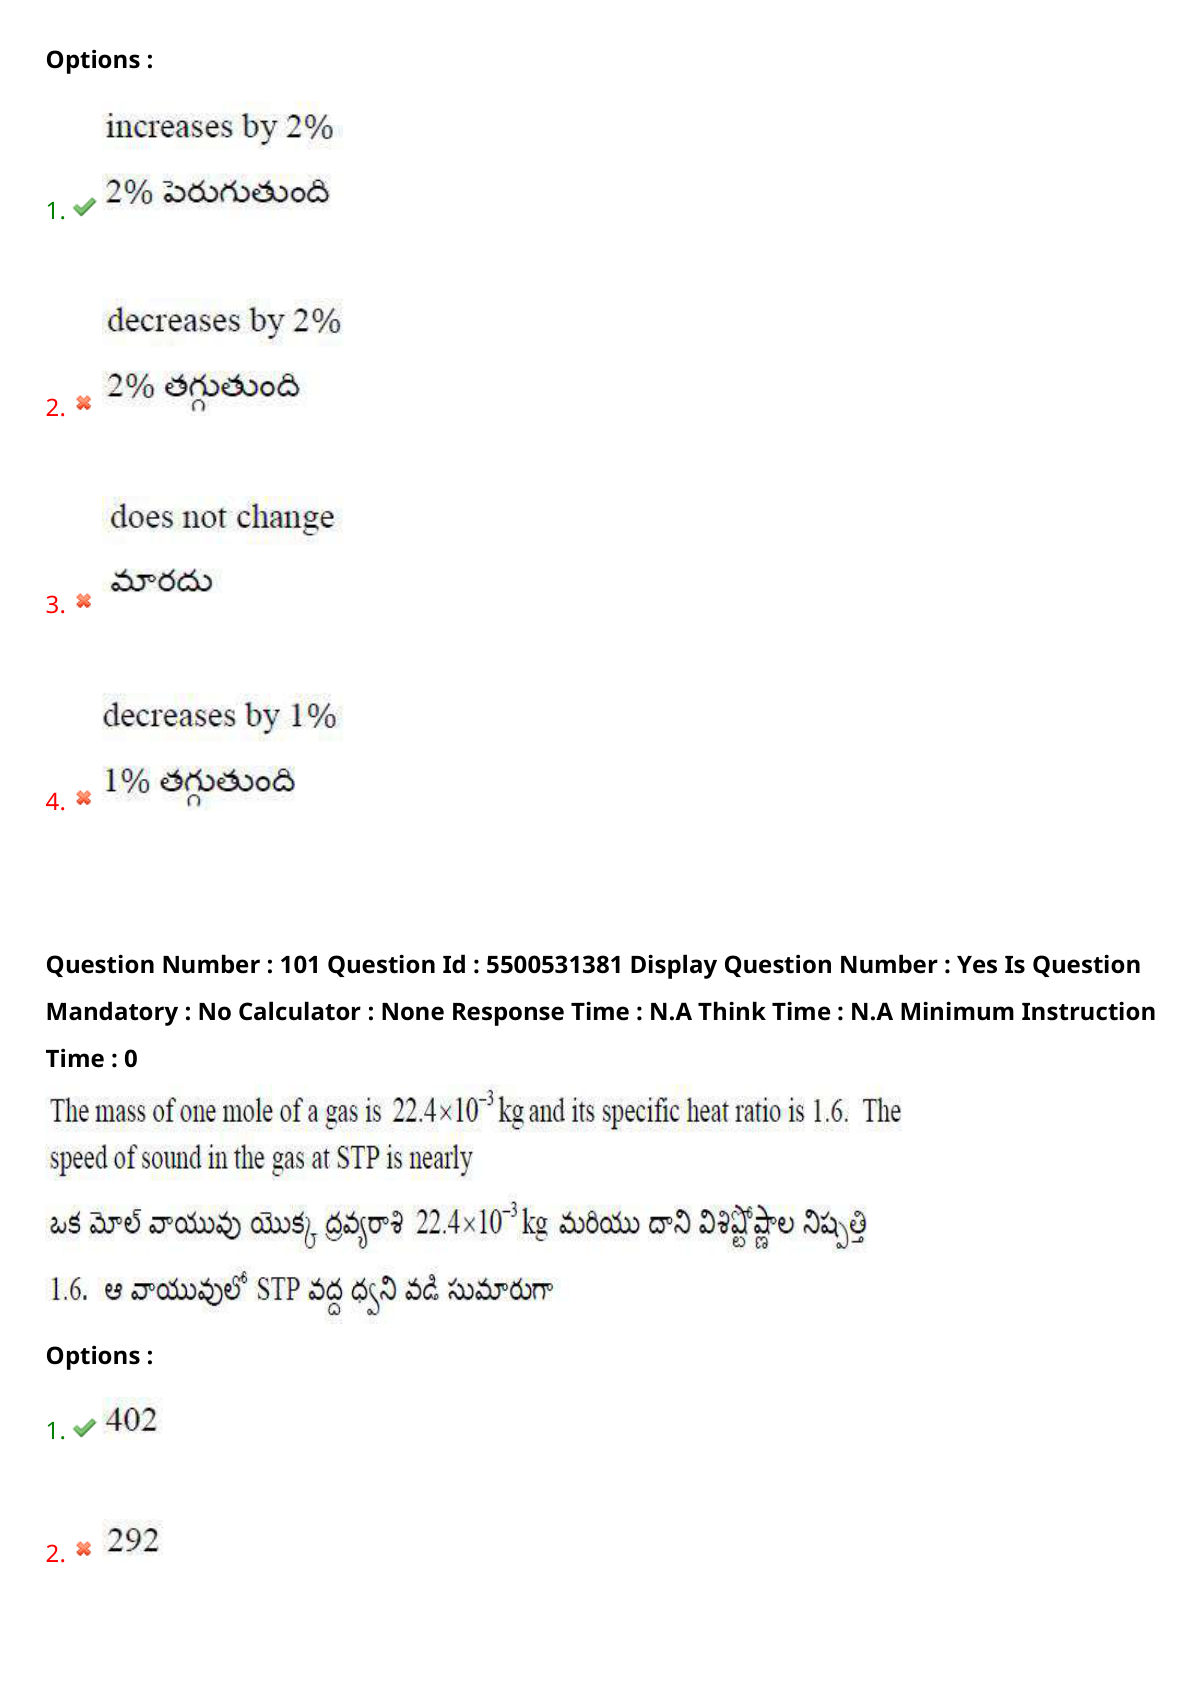 Options :
increases by 2%
2% పెరుగుతుంది
1.
decreases by 2%
2% తగ్గుతుంది
2.
does not change
మారదు
3.
decreases by 1%
1% తగ్గుతుంది
4.
Question Number : 101 Question Id : 5500531381 Display Question Number : Yes Is Question
Mandatory : No Calculator : None Response Time : N.A Think Time : N.A Minimum Instruction
Time : 0
The mass of one mole of a gas is 22.4×10⁻³ kg and its specific heat ratio is 1.6. The
speed of sound in the gas at STP is nearly
ఒక మోల్ వాయువు యొక్క ద్రవ్యరాశి 22.4×10⁻³ kg మరియు దాని విశిష్టోష్ణాల నిష్పత్తి
1.6. ఆ వాయువులో STP వద్ద ధ్వని వడి సుమారుగా
Options :
1. 402
2. 292